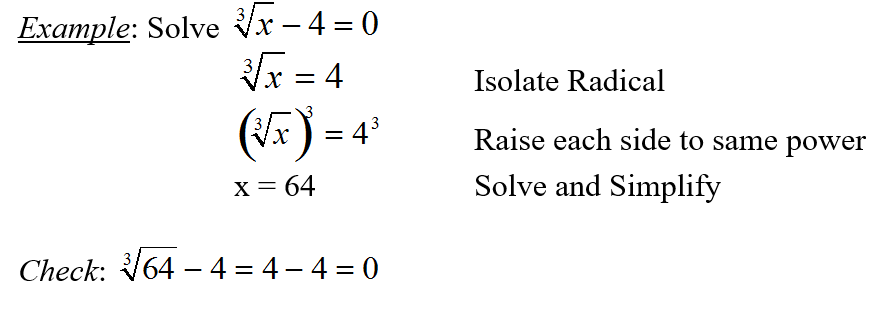 Example: Solve ∛x − 4 = 0
∛x = 4 Isolate Radical
(∛x)³ = 4³ Raise each side to same power
x = 64 Solve and Simplify
Check: ∛64 − 4 = 4 − 4 = 0